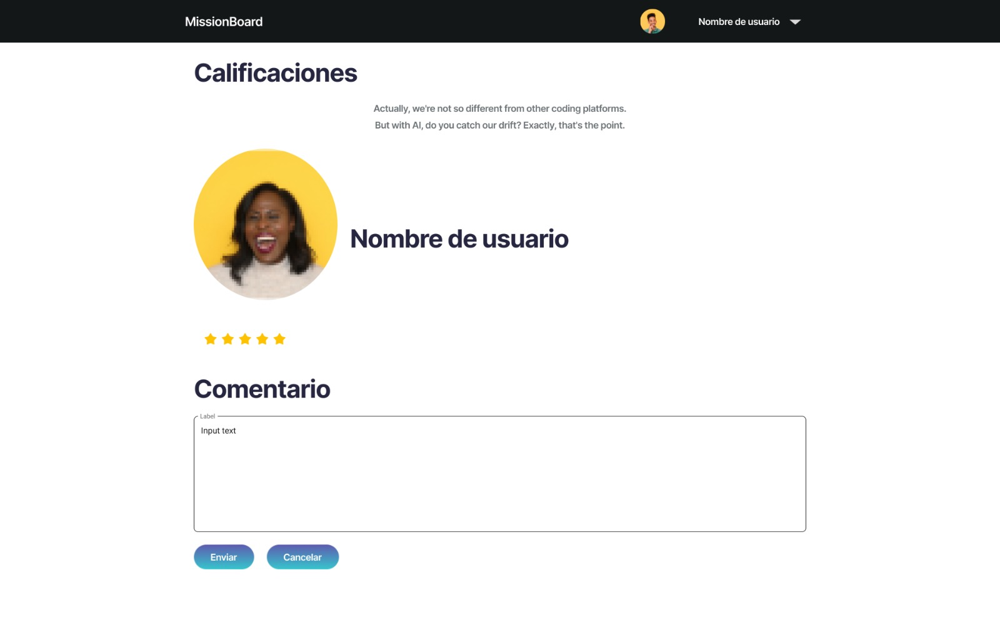 MissionBoard
Nombre de usuario
Calificaciones
Actually, we're not so different from other coding platforms.
But with AI, do you catch our drift? Exactly, that's the point.
Nombre de usuario
Comentario
Label
Input text
Enviar
Cancelar